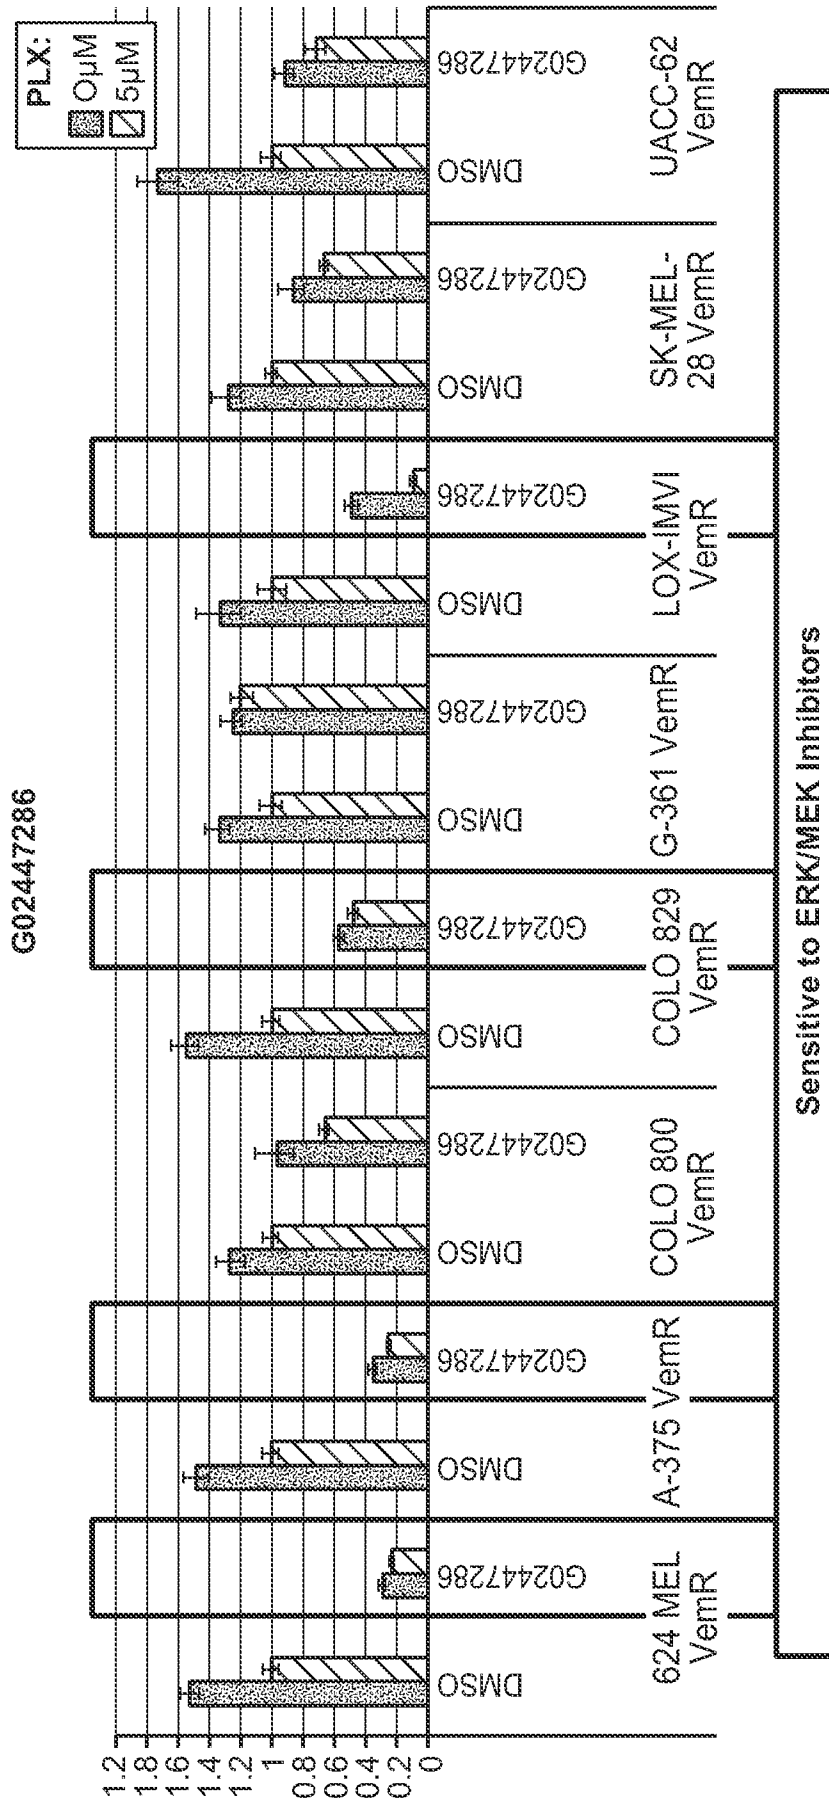 G02447286
PLX:
OµM
5µM
1.2
1.8
1.6
1.4
1.2
1
0.8
0.6
0.4
0.2
0
DMSO
G02447286
DMSO
G02447286
DMSO
G02447286
DMSO
G02447286
DMSO
G02447286
DMSO
G02447286
DMSO
G02447286
DMSO
G02447286
624 MEL
VemR
A-375 VemR
COLO 800
VemR
COLO 829
VemR
G-361 VemR
LOX-IMVI
VemR
SK-MEL-
28 VemR
UACC-62
VemR
Sensitive to ERK/MEK Inhibitors